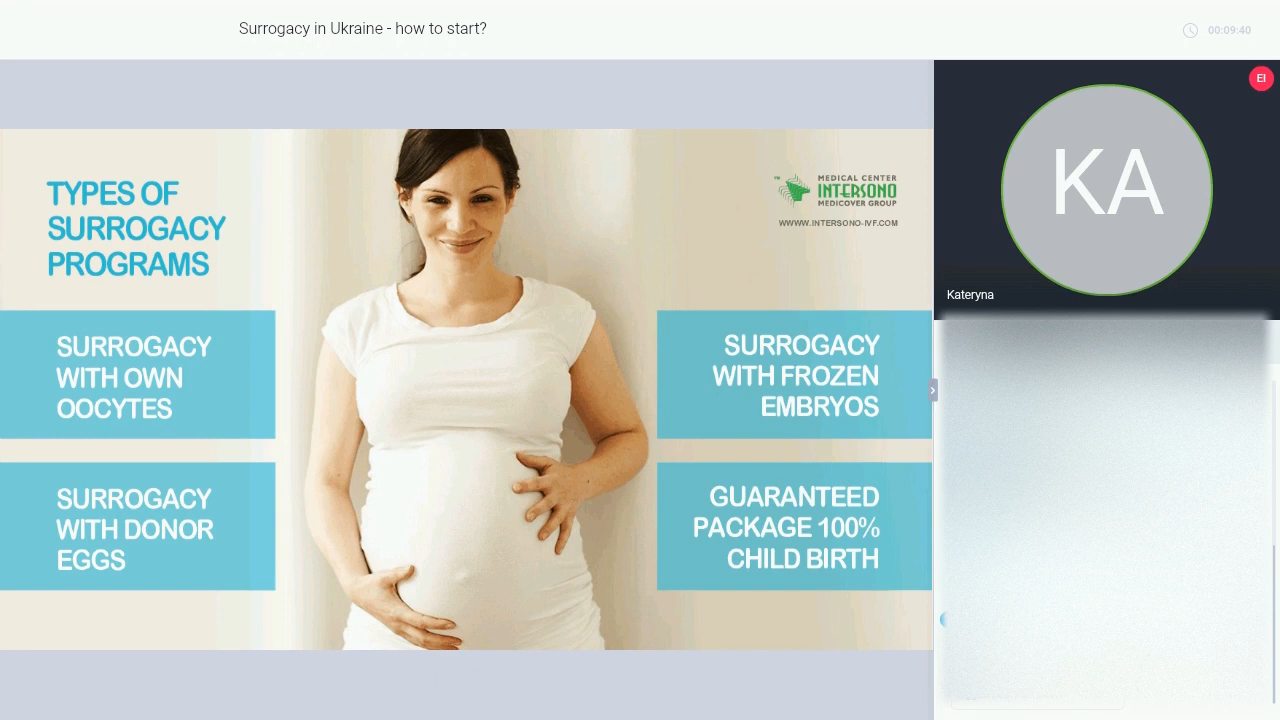 Surrogacy in Ukraine - how to start?
00:09:40
TYPES OF
SURROGACY
PROGRAMS
MEDICAL CENTER
INTERSONO
MEDICOVER GROUP
WWWW.INTERSONO-IVF.COM
SURROGACY
WITH OWN
OOCYTES
SURROGACY
WITH FROZEN
EMBRYOS
SURROGACY
WITH DONOR
EGGS
GUARANTEED
PACKAGE 100%
CHILD BIRTH
EI
KA
Kateryna